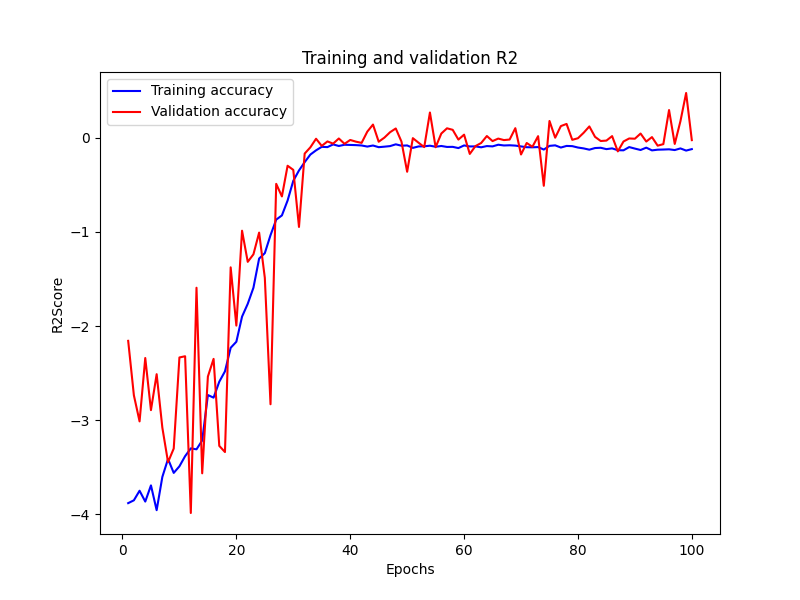 Training and validation R2
Training accuracy
Validation accuracy
R2Score
0
−1
−2
−3
−4
0 20 40 60 80 100
Epochs